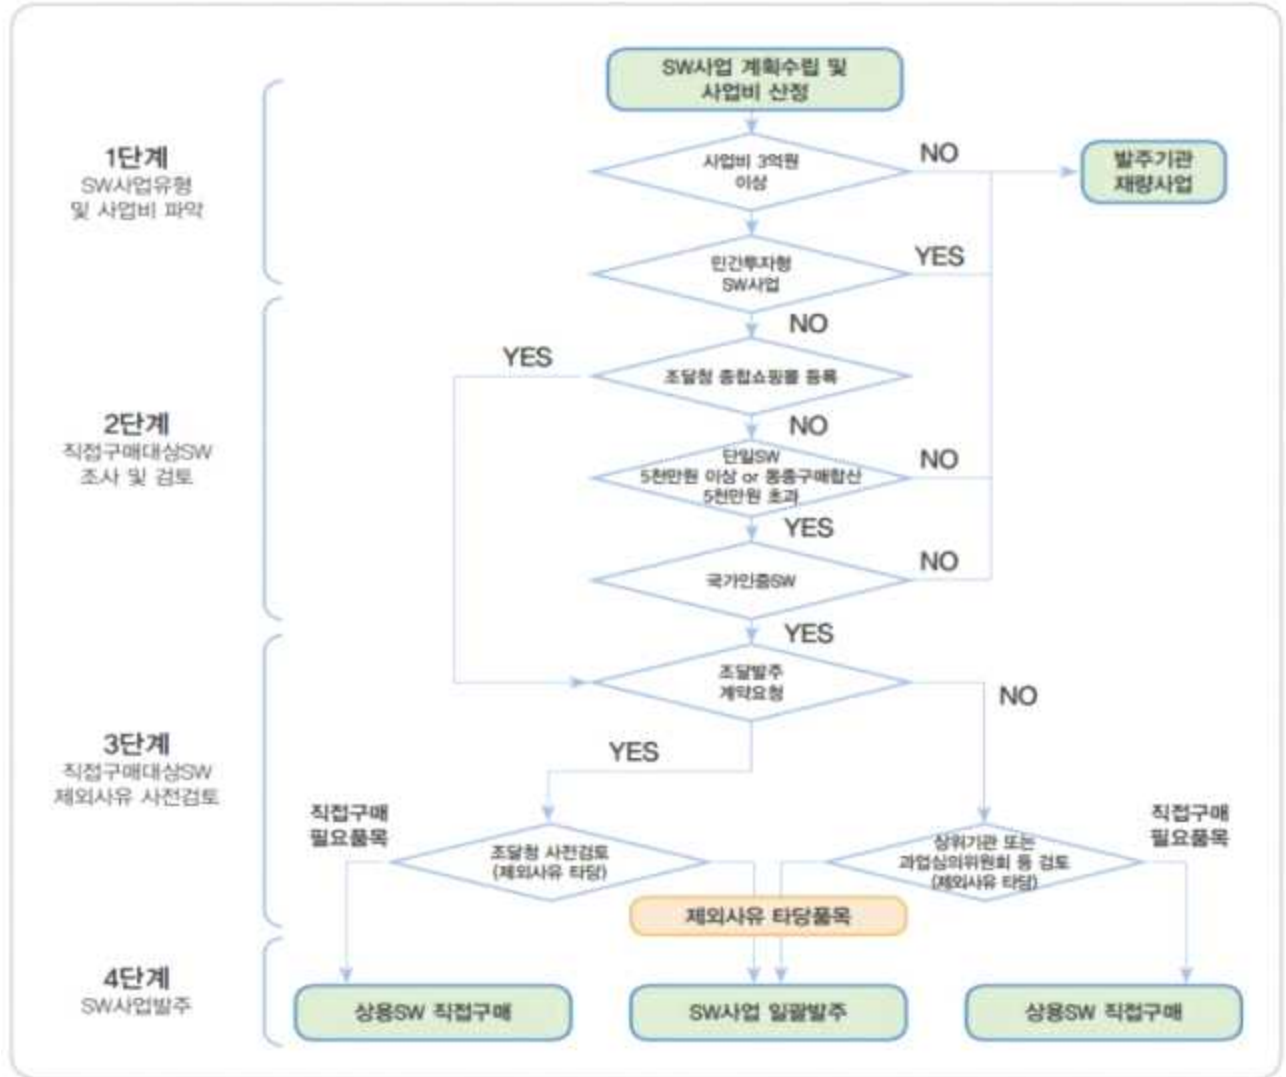 SW사업 계획수립 및
사업비 산정
1단계
SW사업유형
및 사업비 파악
사업비 3억원
이상
NO
발주기관
재량사업
민간투자형
SW사업
YES
NO
2단계
직접구매대상SW
조사 및 검토
YES
조달청 종합쇼핑몰 등록
NO
단일SW
5천만원 이상 or 동종구매합산
5천만원 초과
NO
YES
국가인증SW
NO
YES
3단계
직접구매대상SW
제외사유 사전검토
조달발주
계약요청
NO
YES
직접구매
필요품목
조달청 사전검토
(제외사유 타당)
상위기관 또는
과업심의위원회 등 검토
(제외사유 타당)
직접구매
필요품목
제외사유 타당품목
4단계
SW사업발주
상용SW 직접구매
SW사업 일괄발주
상용SW 직접구매